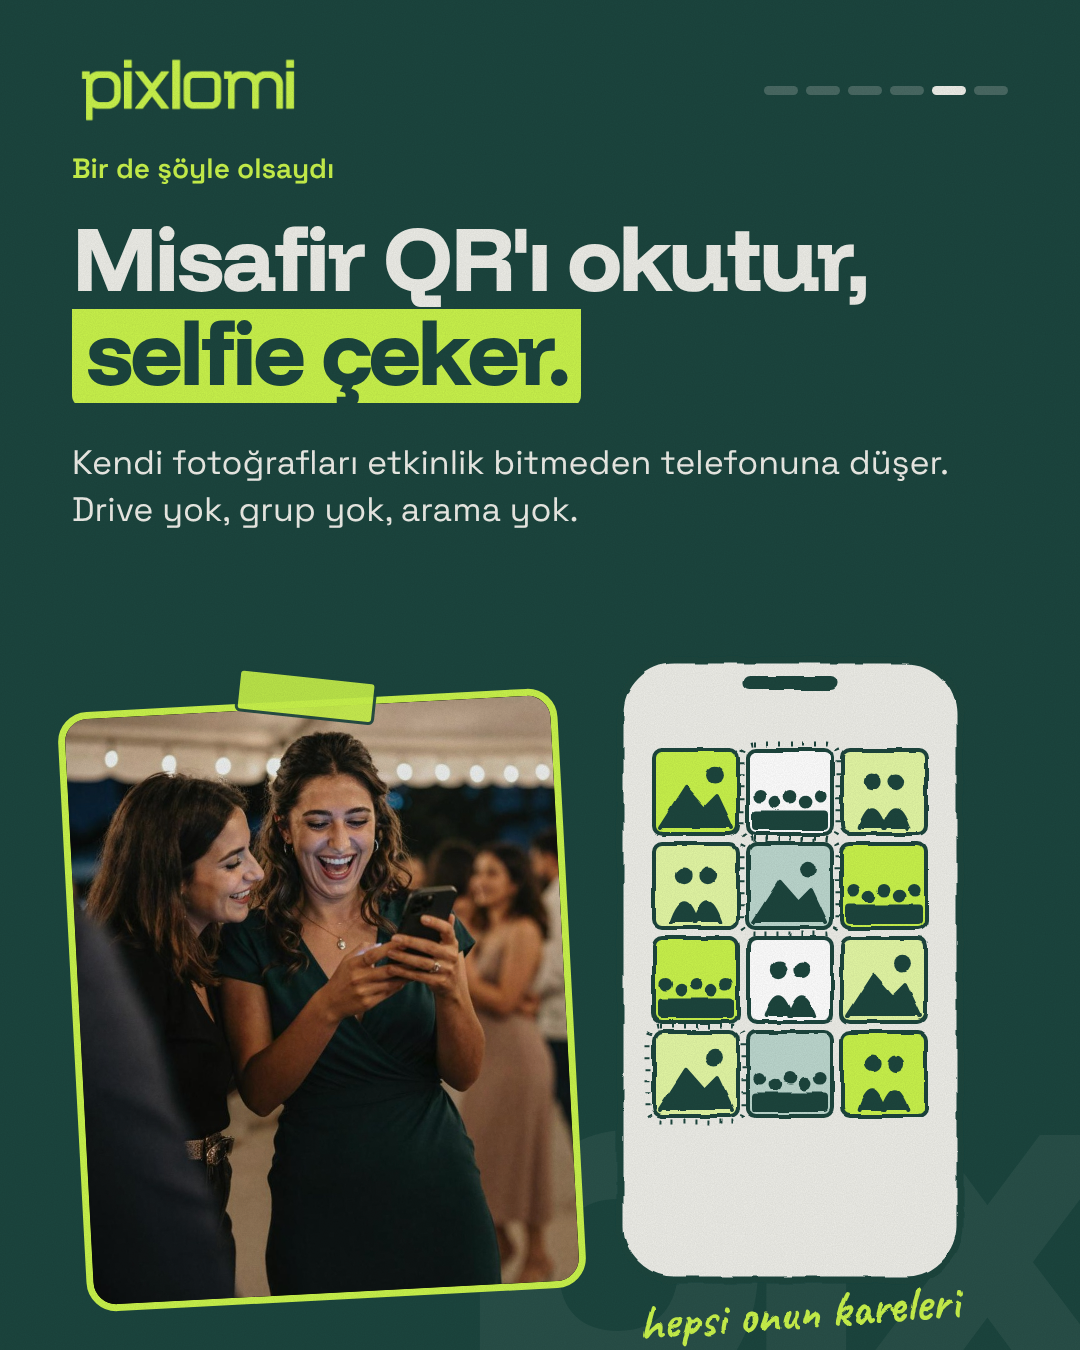 pixlomi
Bir de şöyle olsaydı
Misafir QR'ı okutur,
selfie çeker.
Kendi fotoğrafları etkinlik bitmeden telefonuna düşer.
Drive yok, grup yok, arama yok.
hepsi onun kareleri